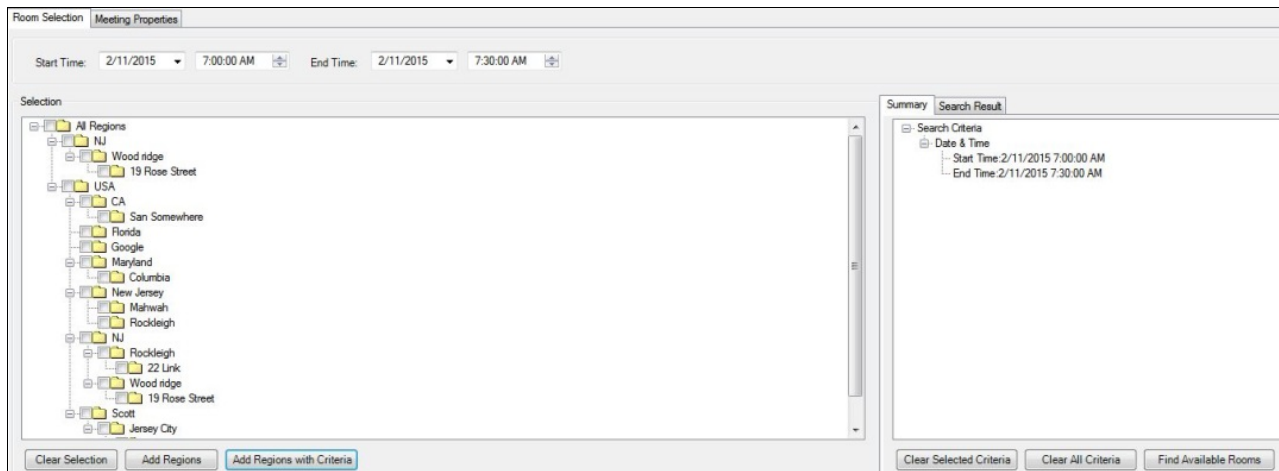 Room Selection Meeting Properties
Start Time: 2/11/2015 7:00:00 AM End Time: 2/11/2015 7:30:00 AM
Selection
All Regions
NJ
Wood ridge
19 Rose Street
USA
CA
San Somewhere
Florida
Google
Maryland
Columbia
New Jersey
Mahwah
Rockleigh
NJ
Rockleigh
22 Link
Wood ridge
19 Rose Street
Scott
Jersey City
Clear Selection Add Regions Add Regions with Criteria
Summary Search Result
Search Criteria
Date & Time
Start Time:2/11/2015 7:00:00 AM
End Time:2/11/2015 7:30:00 AM
Clear Selected Criteria Clear All Criteria Find Available Rooms